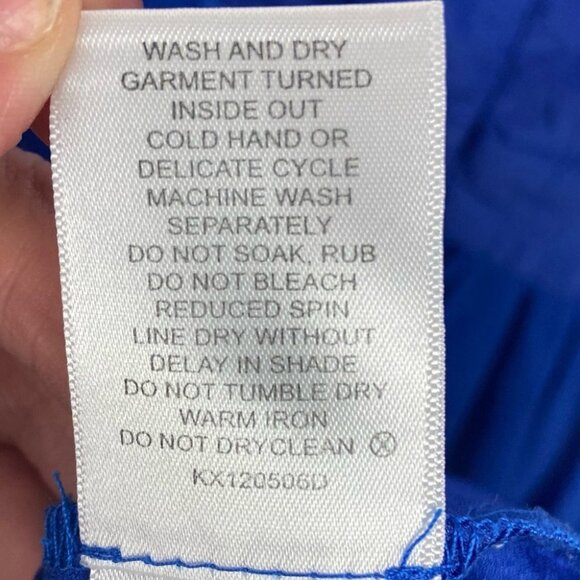 WASH AND DRY
GARMENT TURNED
INSIDE OUT
COLD HAND OR
DELICATE CYCLE
MACHINE WASH
SEPARATELY
DO NOT SOAK, RUB
DO NOT BLEACH
REDUCED SPIN
LINE DRY WITHOUT
DELAY IN SHADE
DO NOT TUMBLE DRY
WARM IRON
DO NOT DRYCLEAN
KX120506D